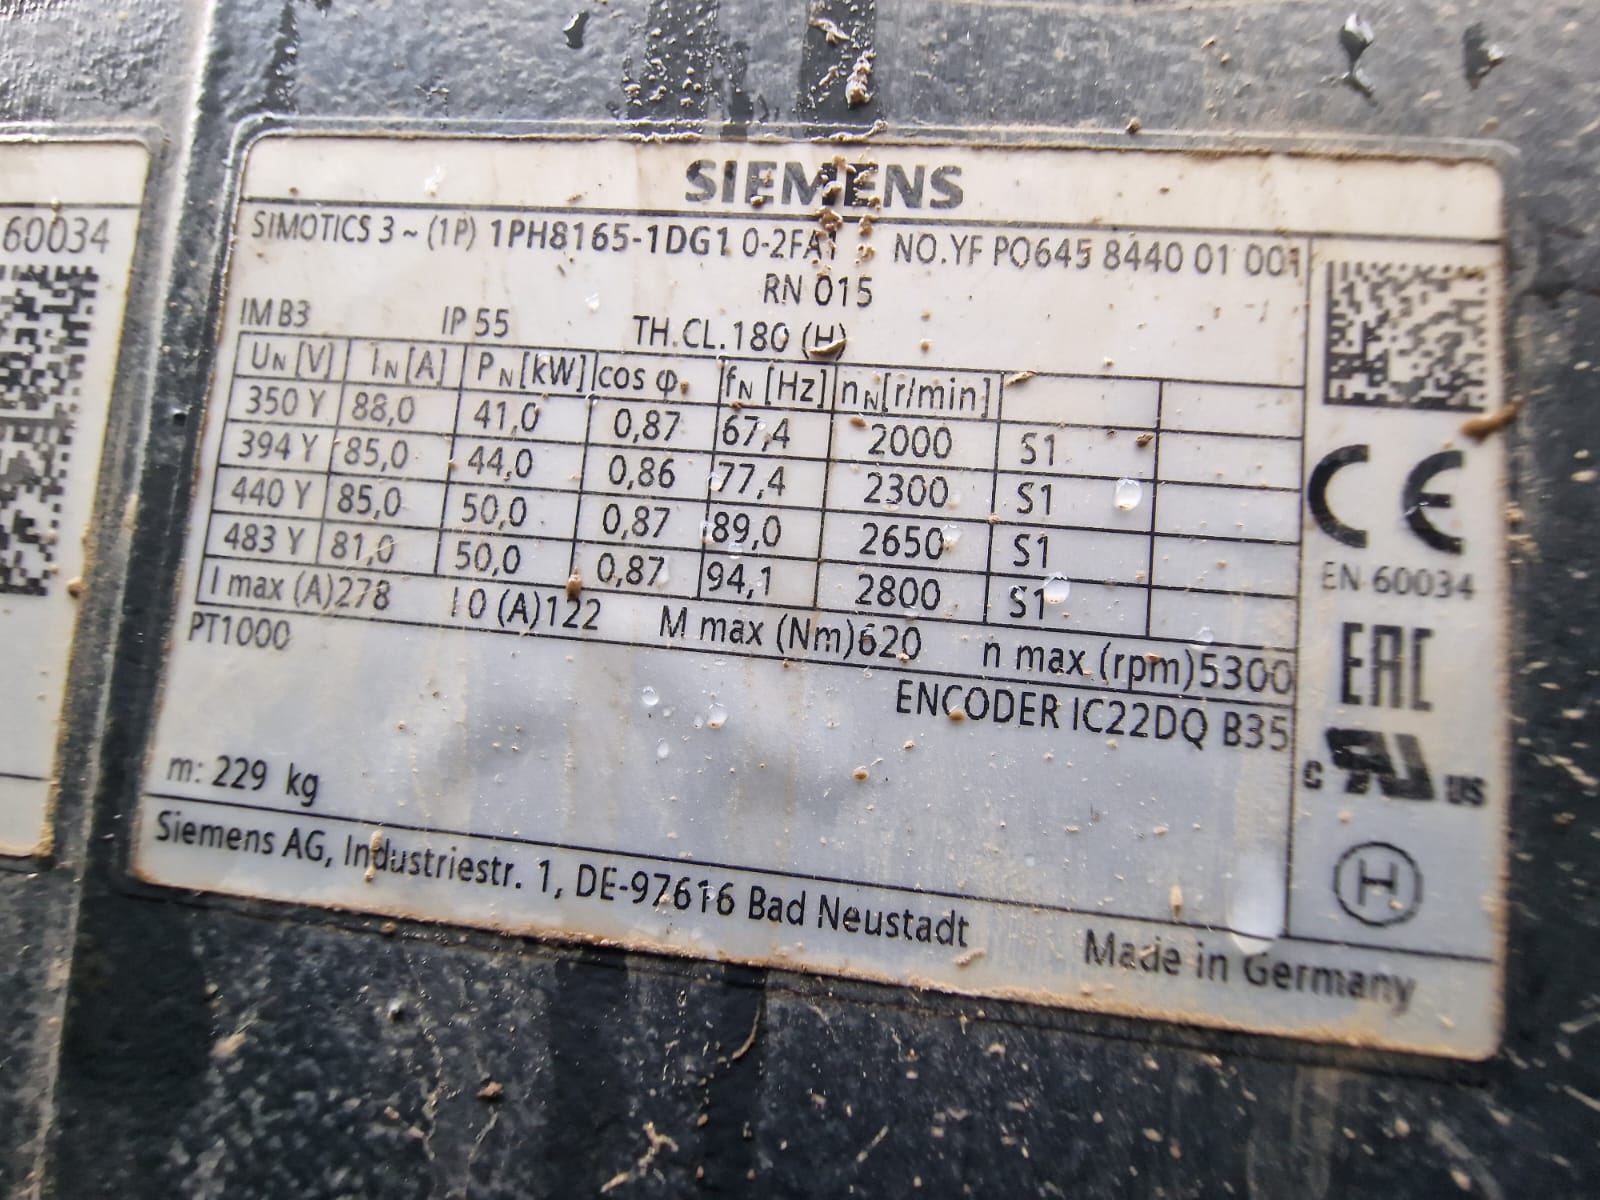 60034
SIEMENS
SIMOTICS 3 ~ (1P) 1PH8165-1DG1 0-2FA1 NO.YF P0645 8440 01 001
RN 015
IM B3 IP 55 TH.CL.180 (H)
UN [V] IN [A] PN [kW] cos φ. fN [Hz] nN [r/min]
350 Y 88,0 41,0 0,87 67,4 2000 S1
394 Y 85,0 44,0 0,86 77,4 2300 S1
440 Y 85,0 50,0 0,87 89,0 2650 S1
483 Y 81,0 50,0 0,87 94,1 2800 S1
I max (A)278 I 0 (A)122 M max (Nm)620 n max (rpm)5300
PT1000
ENCODER IC22DQ B35
m: 229 kg
Siemens AG, Industriestr. 1, DE-97616 Bad Neustadt
Made in Germany
CE
EN 60034
EAC
c RU us
H